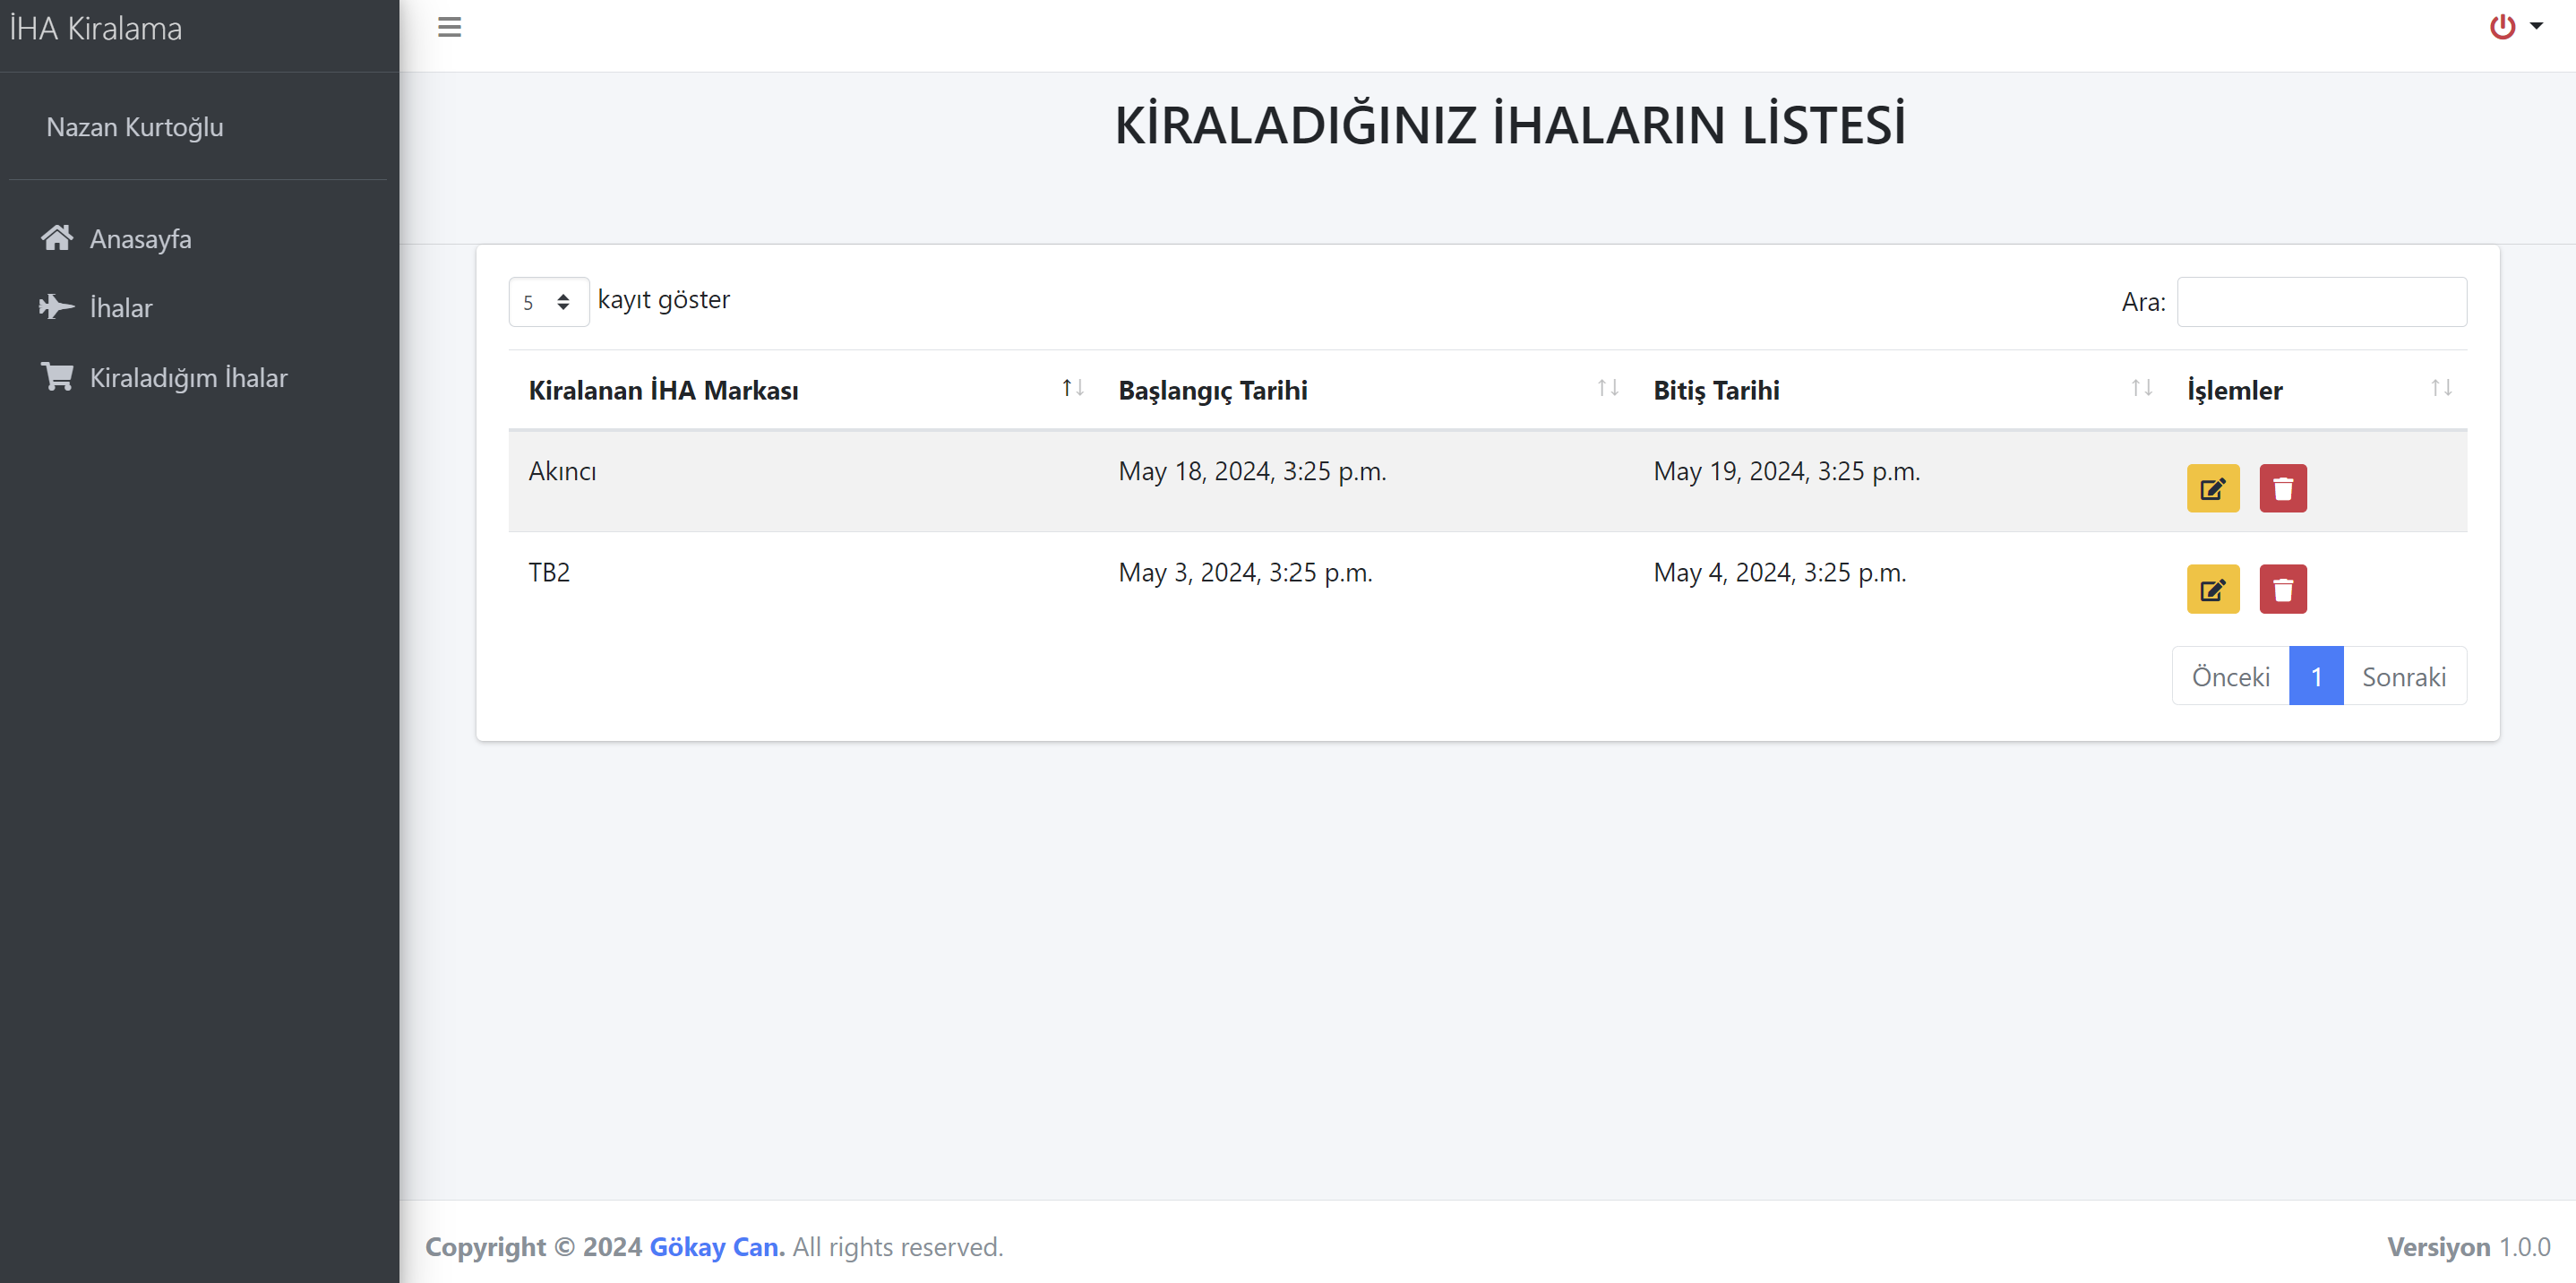 İHA Kiralama
Nazan Kurtoğlu
Anasayfa
İhalar
Kiraladığım İhalar
KİRALADIĞINIZ İHALARIN LİSTESİ
5 kayıt göster
Ara:
Kiralanan İHA Markası Başlangıç Tarihi Bitiş Tarihi İşlemler
Akıncı May 18, 2024, 3:25 p.m. May 19, 2024, 3:25 p.m.
TB2 May 3, 2024, 3:25 p.m. May 4, 2024, 3:25 p.m.
Önceki 1 Sonraki
Copyright © 2024 Gökay Can. All rights reserved.
Versiyon 1.0.0